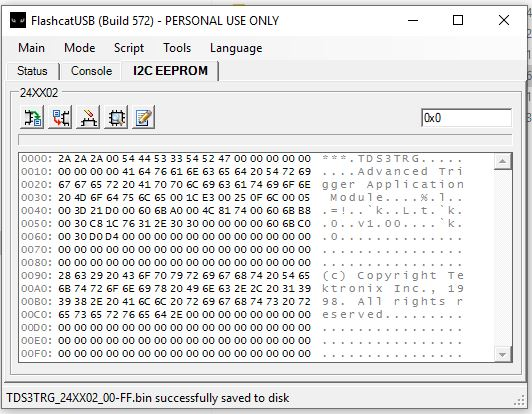 FlashcatUSB (Build 572) - PERSONAL USE ONLY
Main Mode Script Tools Language
Status Console I2C EEPROM
24XX02
0x0
0000: 2A 2A 2A 00 54 44 53 33 54 52 47 00 00 00 00 00 ***.TDS3TRG.....
0010: 00 00 00 00 41 64 76 61 6E 63 65 64 20 54 72 69 ....Advanced Tri
0020: 67 67 65 72 20 41 70 70 6C 69 63 61 74 69 6F 6E gger Application
0030: 20 4D 6F 64 75 6C 65 00 1C E3 00 25 0F 6C 00 05 Module....%.l..
0040: 00 3D 21 D0 00 60 6B A0 00 4C 81 74 00 60 6B B8 .=!..`k..L.t.`k.
0050: 00 30 C8 1C 76 31 2E 30 30 00 00 00 00 60 6B C0 .0..v1.00....`k.
0060: 00 30 D0 D4 00 00 00 00 00 00 00 00 00 00 00 00 .0..............
0070: 00 00 00 00 00 00 00 00 00 00 00 00 00 00 00 00 ................
0080: 00 00 00 00 00 00 00 00 00 00 00 00 00 00 00 00 ................
0090: 28 63 29 20 43 6F 70 79 72 69 67 68 74 20 54 65 (c) Copyright Te
00A0: 6B 74 72 6F 6E 69 78 20 49 6E 63 2E 2C 20 31 39 ktronix Inc., 19
00B0: 39 38 2E 20 41 6C 6C 20 72 69 67 68 74 73 20 72 98. All rights r
00C0: 65 73 65 72 76 65 64 2E 00 00 00 00 00 00 00 00 eserved.........
00D0: 00 00 00 00 00 00 00 00 00 00 00 00 00 00 00 00 ................
00E0: 00 00 00 00 00 00 00 00 00 00 00 00 00 00 00 00 ................
00F0: 00 00 00 00 00 00 00 00 00 00 00 00 00 00 00 00 ................
TDS3TRG_24XX02_00-FF.bin successfully saved to disk